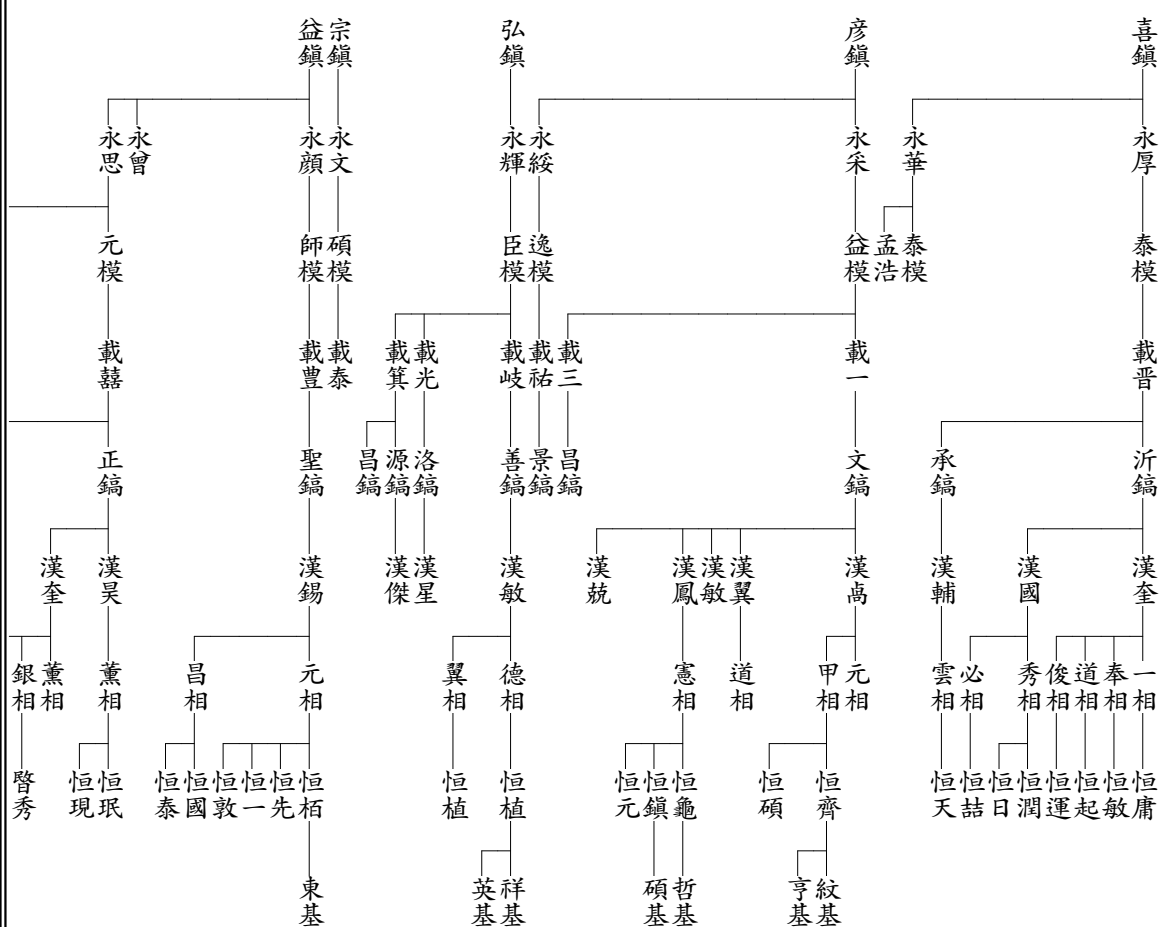 喜鎭
彦鎭
弘鎭
宗鎭
益鎭
永厚
永華
永采
永綏
永輝
永文
永顔
永曾
永思
泰模
泰模
孟浩
益模
逸模
臣模
碩模
師模
元模
載晋
載一
載三
載祐
載岐
載光
載箕
載泰
載豊
載囍
沂鎬
承鎬
文鎬
昌鎬
景鎬
善鎬
洛鎬
源鎬
昌鎬
聖鎬
正鎬
漢奎
漢國
漢輔
漢卨
漢翼
漢敏
漢鳳
漢兢
漢敏
漢星
漢傑
漢錫
漢昊
漢奎
一相
奉相
道相
俊相
秀相
必相
雲相
元相
甲相
道相
憲相
德相
翼相
元相
昌相
薰相
薰相
銀相
恒庸
恒敏
恒起
恒運
恒潤
恒日
恒喆
恒天
恒齊
恒碩
恒龜
恒鎭
恒元
恒植
恒植
恒栢
恒先
恒一
恒敦
恒國
恒泰
恒珉
恒現
暋秀
紋基
亨基
哲基
碩基
祥基
英基
東基